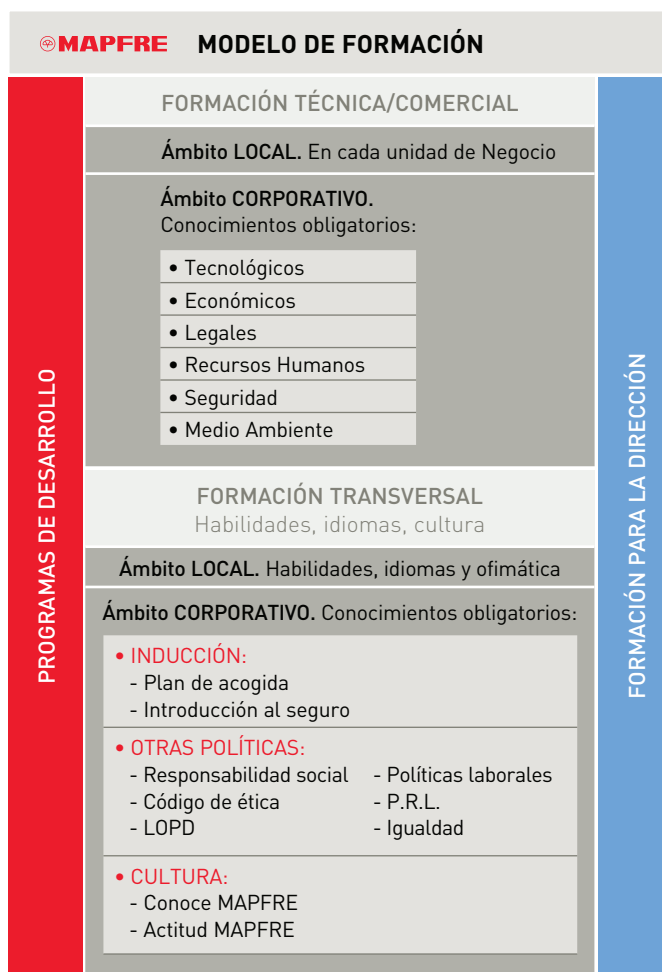 MAPFRE MODELO DE FORMACIÓN
PROGRAMAS DE DESARROLLO
FORMACIÓN TÉCNICA/COMERCIAL
Ámbito LOCAL. En cada unidad de Negocio
Ámbito CORPORATIVO.
Conocimientos obligatorios:
• Tecnológicos
• Económicos
• Legales
• Recursos Humanos
• Seguridad
• Medio Ambiente
FORMACIÓN TRANSVERSAL
Habilidades, idiomas, cultura
Ámbito LOCAL. Habilidades, idiomas y ofimática
Ámbito CORPORATIVO. Conocimientos obligatorios:
• INDUCCIÓN:
- Plan de acogida
- Introducción al seguro
• OTRAS POLÍTICAS:
- Responsabilidad social - Políticas laborales
- Código de ética - P.R.L.
- LOPD - Igualdad
• CULTURA:
- Conoce MAPFRE
- Actitud MAPFRE
FORMACIÓN PARA LA DIRECCIÓN